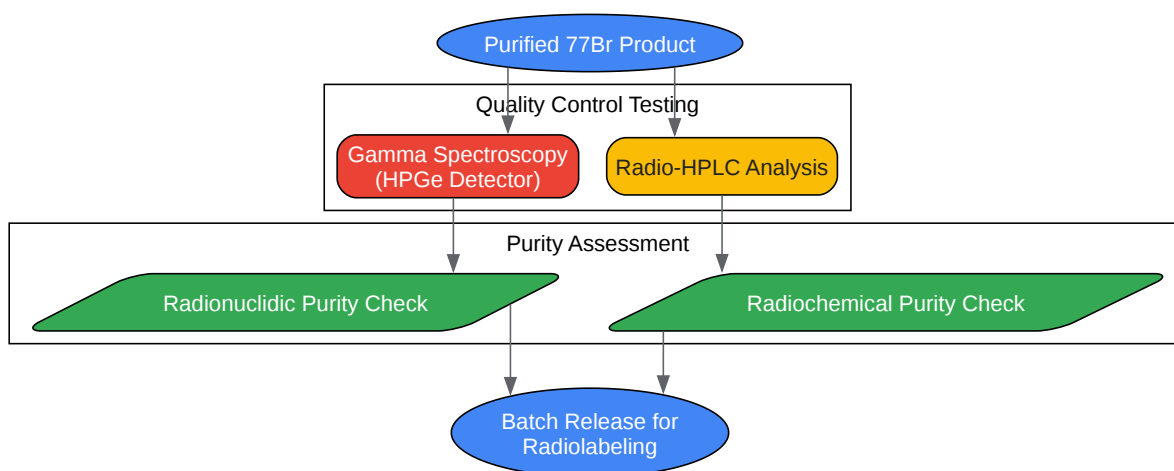 Purified 77Br Product
Quality Control Testing
Gamma Spectroscopy
(HPGe Detector)
Radio-HPLC Analysis
Purity Assessment
Radionuclidic Purity Check
Radiochemical Purity Check
Batch Release for
Radiolabeling